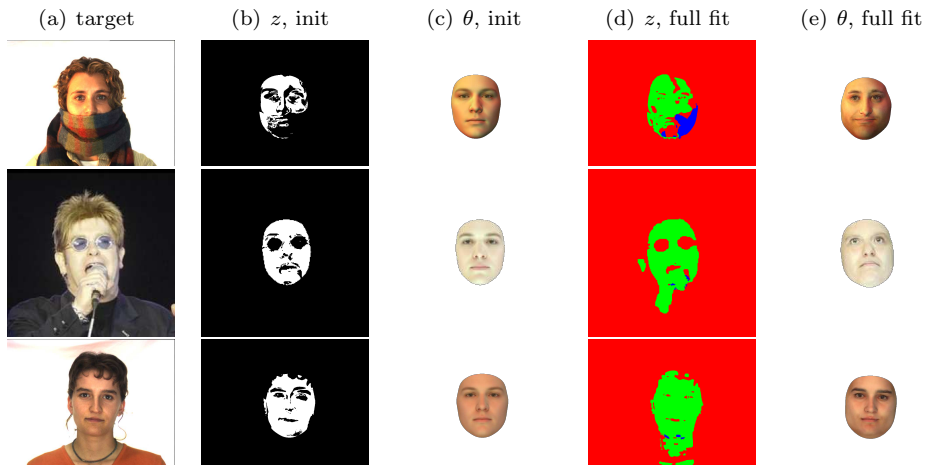 (a) target (b) z, init (c) θ, init (d) z, full fit (e) θ, full fit